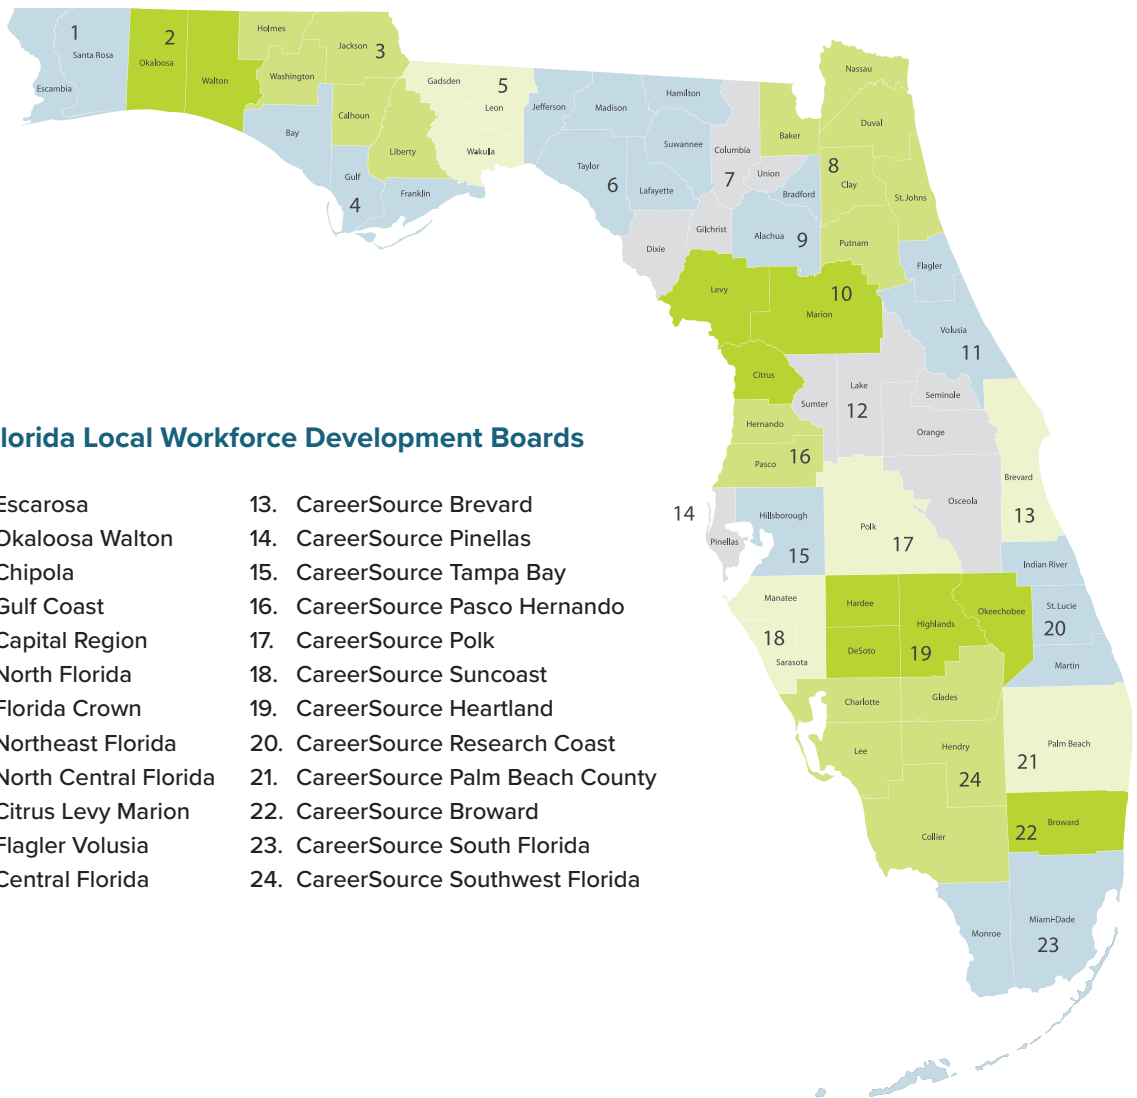 1
Santa Rosa
Escambia
2
Okaloosa
Walton
Holmes
Jackson
3
Washington
Calhoun
Liberty
Bay
Gulf
4
Franklin
Gadsden
5
Leon
Wakulla
Jefferson
Madison
Hamilton
Suwannee
Taylor
6
Lafayette
Columbia
7
Union
Gilchrist
Dixie
Bradford
Alachua
9
Baker
Nassau
Duval
8
Clay
St. Johns
Putnam
Flagler
Volusia
11
Levy
10
Marion
Citrus
Sumter
Lake
12
Seminole
Orange
Osceola
Hernando
Pasco
16
14
Pinellas
Hillsborough
15
Polk
17
Brevard
13
Indian River
St. Lucie
20
Martin
Okeechobee
Manatee
18
Sarasota
Hardee
DeSoto
Highlands
19
Charlotte
Glades
Lee
Hendry
24
Collier
Palm Beach
21
22
Broward
Monroe
Miami-Dade
23
lorida Local Workforce Development Boards
Escarosa
Okaloosa Walton
Chipola
Gulf Coast
Capital Region
North Florida
Florida Crown
Northeast Florida
North Central Florida
Citrus Levy Marion
Flagler Volusia
Central Florida
13. CareerSource Brevard
14. CareerSource Pinellas
15. CareerSource Tampa Bay
16. CareerSource Pasco Hernando
17. CareerSource Polk
18. CareerSource Suncoast
19. CareerSource Heartland
20. CareerSource Research Coast
21. CareerSource Palm Beach County
22. CareerSource Broward
23. CareerSource South Florida
24. CareerSource Southwest Florida